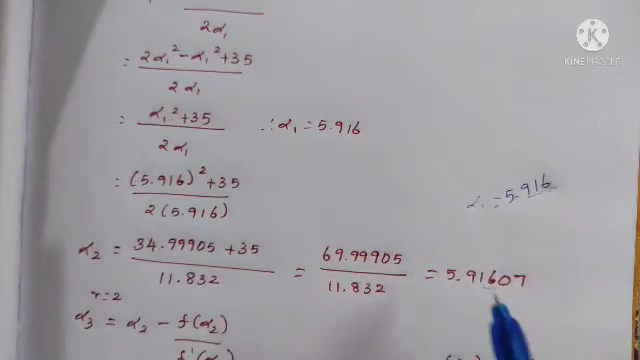 2α₁
= 2α₁² - α₁² + 35 / 2α₁
= α₁² + 35 / 2α₁ ∴ α₁ = 5.916
= (5.916)² + 35 / 2(5.916)
α₁ = 5.916
α₂ = 34.99905 + 35 / 11.832 = 69.99905 / 11.832 = 5.91607
r=2
α₃ = α₂ - f(α₂) / f'(α₂)
KINEMASTER